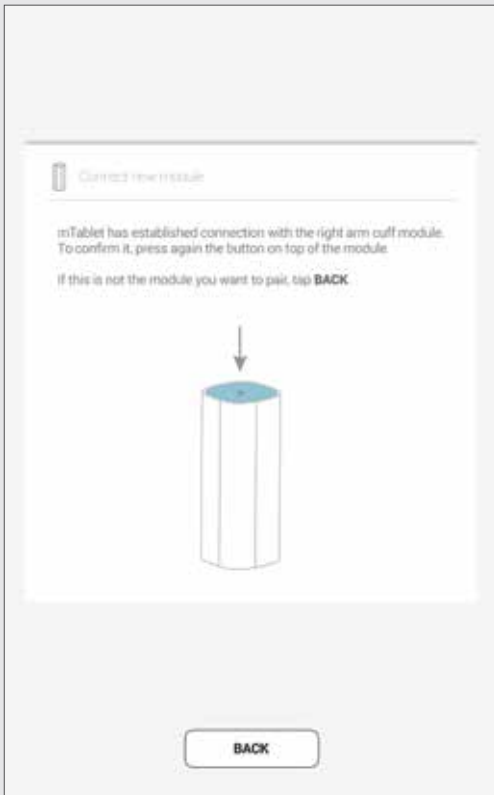 Connect new module
mTablet has established connection with the right arm cuff module.
To confirm it, press again the button on top of the module.
If this is not the module you want to pair, tap BACK
BACK